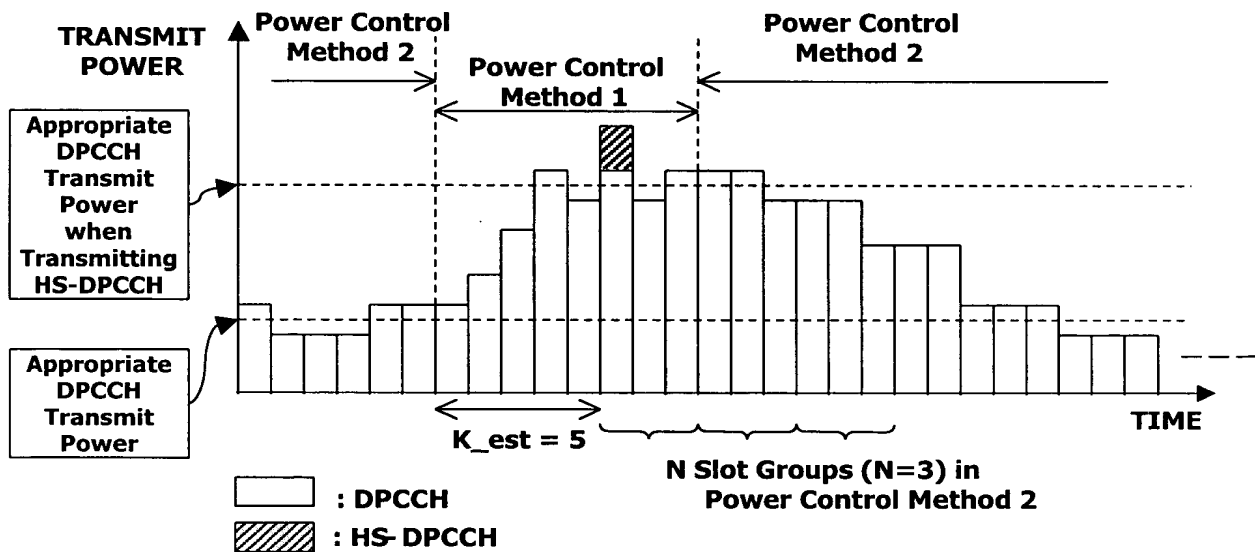 TRANSMIT
POWER
Power Control
Method 2
Power Control
Method 1
Power Control
Method 2
Appropriate
DPCCH
Transmit
Power
when
Transmitting
HS-DPCCH
Appropriate
DPCCH
Transmit
Power
TIME
K_est = 5
N Slot Groups (N=3) in
Power Control Method 2
: DPCCH
: HS-DPCCH